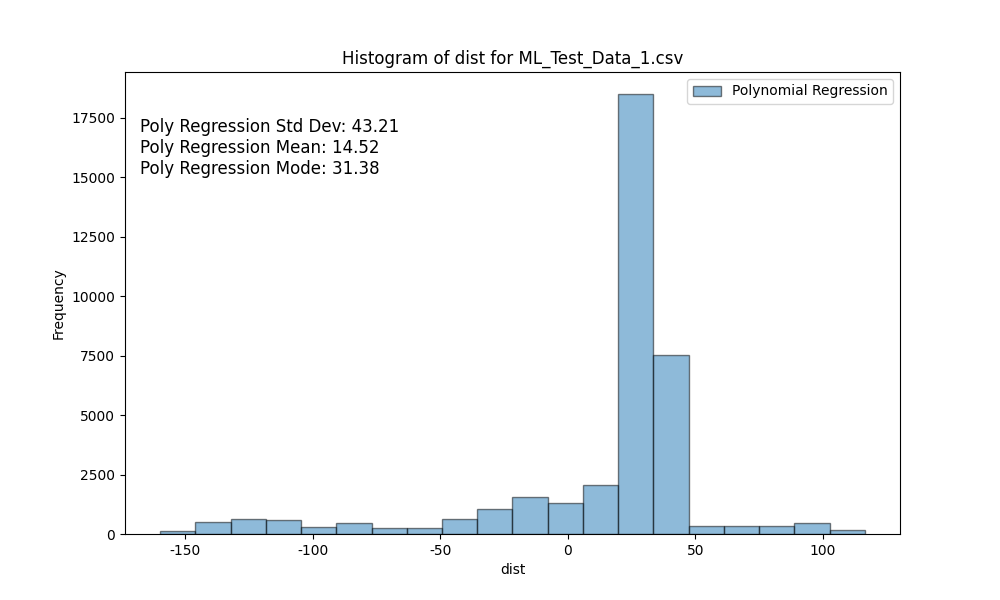 Histogram of dist for ML_Test_Data_1.csv
Polynomial Regression
Poly Regression Std Dev: 43.21
Poly Regression Mean: 14.52
Poly Regression Mode: 31.38
Frequency
17500
15000
12500
10000
7500
5000
2500
0
-150
-100
-50
0
50
100
dist